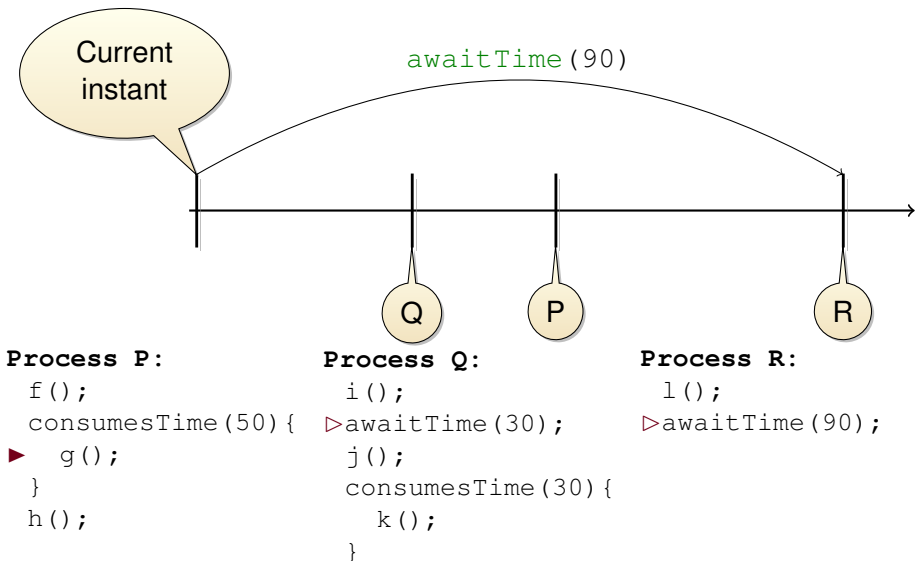 Current
instant
awaitTime(90)
Q
P
R
Process P:
f();
consumesTime(50){
▶ g();
}
h();
Process Q:
i();
▷awaitTime(30);
j();
consumesTime(30){
k();
}
Process R:
l();
▷awaitTime(90);